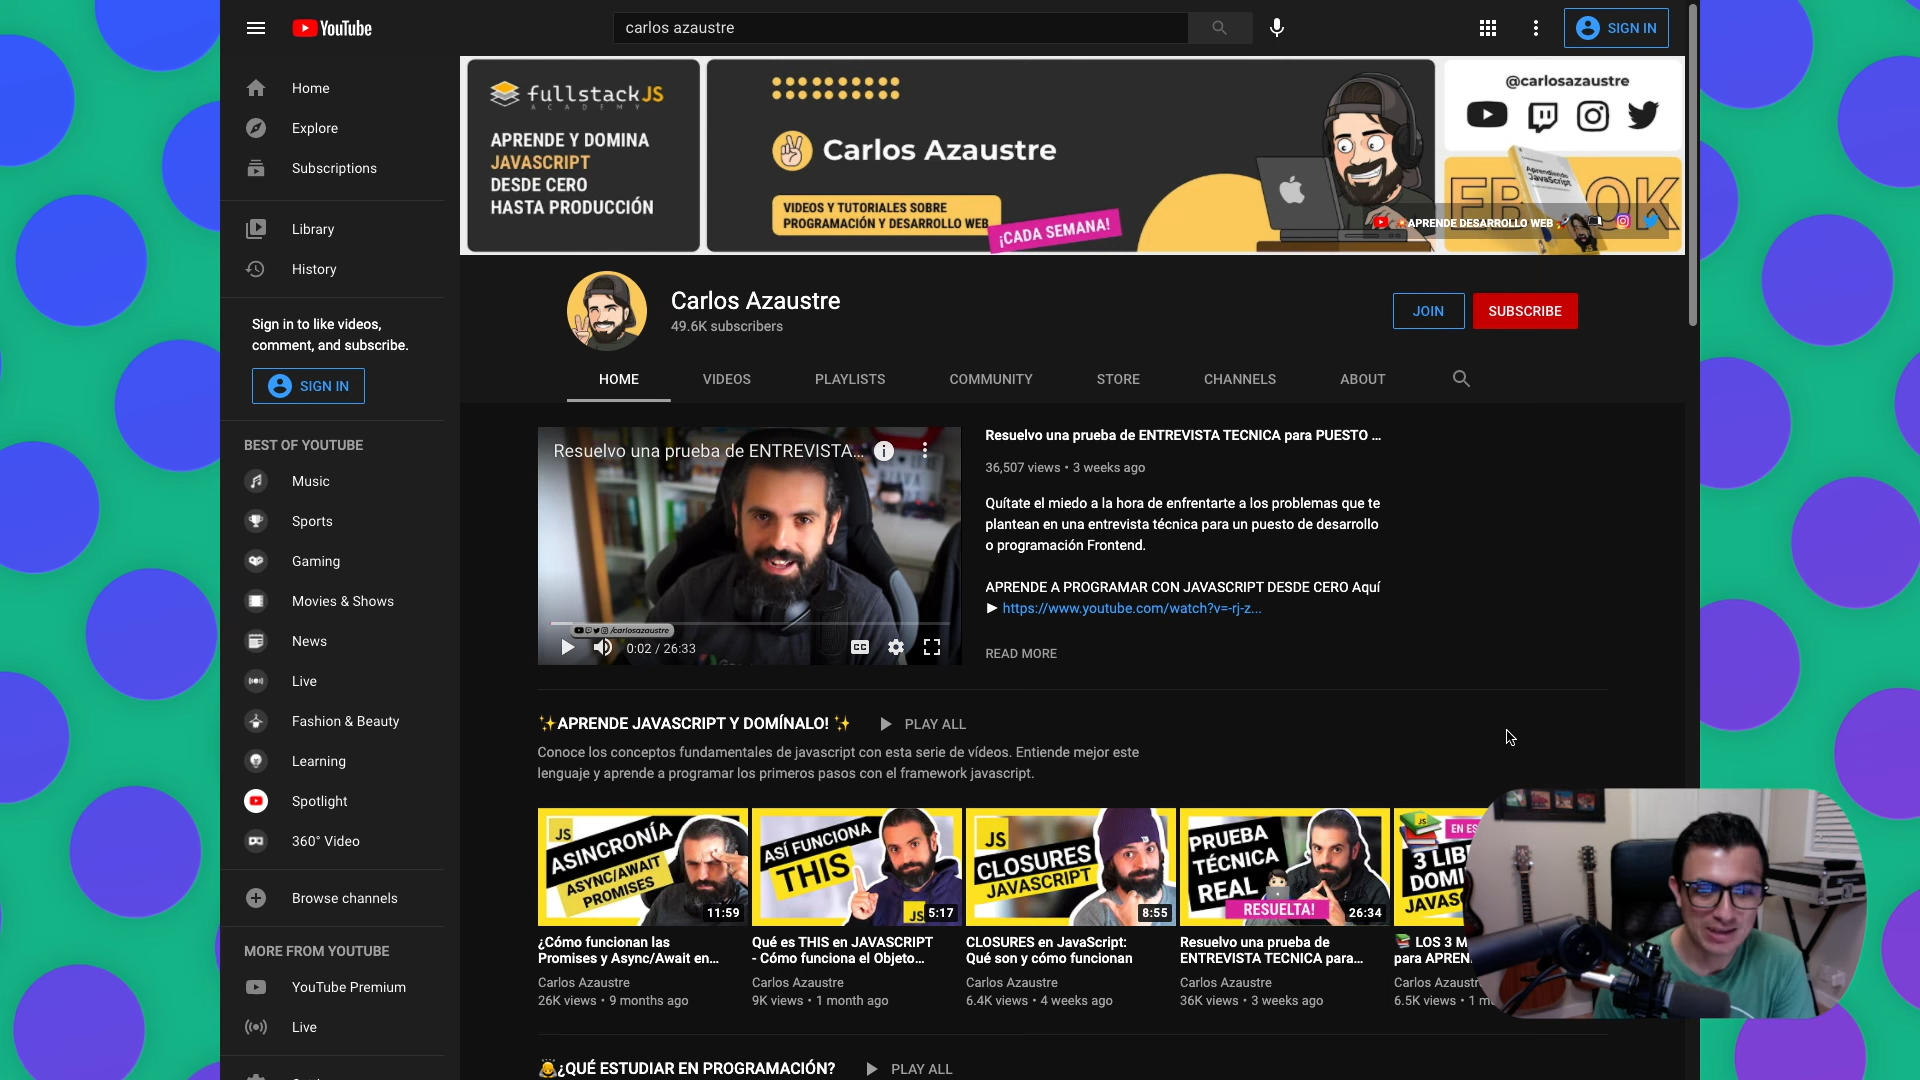 YouTube
carlos azaustre
SIGN IN
Home
Explore
Subscriptions
Library
History
Sign in to like videos,
comment, and subscribe.
SIGN IN
BEST OF YOUTUBE
Music
Sports
Gaming
Movies & Shows
News
Live
Fashion & Beauty
Learning
Spotlight
360° Video
Browse channels
MORE FROM YOUTUBE
YouTube Premium
Live
fullstackJS
ACADEMY
APRENDE Y DOMINA
JAVASCRIPT
DESDE CERO
HASTA PRODUCCIÓN
Carlos Azaustre
VIDEOS Y TUTORIALES SOBRE
PROGRAMACIÓN Y DESARROLLO WEB
¡CADA SEMANA!
@carlosazaustre
EBOOK
Aprendiendo
JavaScript
APRENDE DESARROLLO WEB
Carlos Azaustre
49.6K subscribers
JOIN
SUBSCRIBE
HOME
VIDEOS
PLAYLISTS
COMMUNITY
STORE
CHANNELS
ABOUT
Resuelvo una prueba de ENTREVISTA...
/carlosazaustre
0:02 / 26:33
CC
Resuelvo una prueba de ENTREVISTA TECNICA para PUESTO ...
36,507 views • 3 weeks ago
Quítate el miedo a la hora de enfrentarte a los problemas que te
plantean en una entrevista técnica para un puesto de desarrollo
o programación Frontend.
APRENDE A PROGRAMAR CON JAVASCRIPT DESDE CERO Aquí
▶ https://www.youtube.com/watch?v=-rj-z...
READ MORE
✨APRENDE JAVASCRIPT Y DOMÍNALO! ✨
PLAY ALL
Conoce los conceptos fundamentales de javascript con esta serie de vídeos. Entiende mejor este
lenguaje y aprende a programar los primeros pasos con el framework javascript.
JS
ASINCRONÍA
ASYNC/AWAIT
PROMISES
11:59
¿Cómo funcionan las
Promises y Async/Await en...
Carlos Azaustre
26K views • 9 months ago
ASÍ FUNCIONA
THIS
JS
5:17
Qué es THIS en JAVASCRIPT
- Cómo funciona el Objeto...
Carlos Azaustre
9K views • 1 month ago
JS
CLOSURES
JAVASCRIPT
8:55
CLOSURES en JavaScript:
Qué son y cómo funcionan
Carlos Azaustre
6.4K views • 4 weeks ago
PRUEBA
TÉCNICA
REAL
RESUELTA!
26:34
Resuelvo una prueba de
ENTREVISTA TECNICA para...
Carlos Azaustre
36K views • 3 weeks ago
JS
EN ES
3 LIB
DOMI
JAVASC
📚 LOS 3 M
para APREN
Carlos Azaustr
6.5K views • 1 m
¿QUÉ ESTUDIAR EN PROGRAMACIÓN?
PLAY ALL